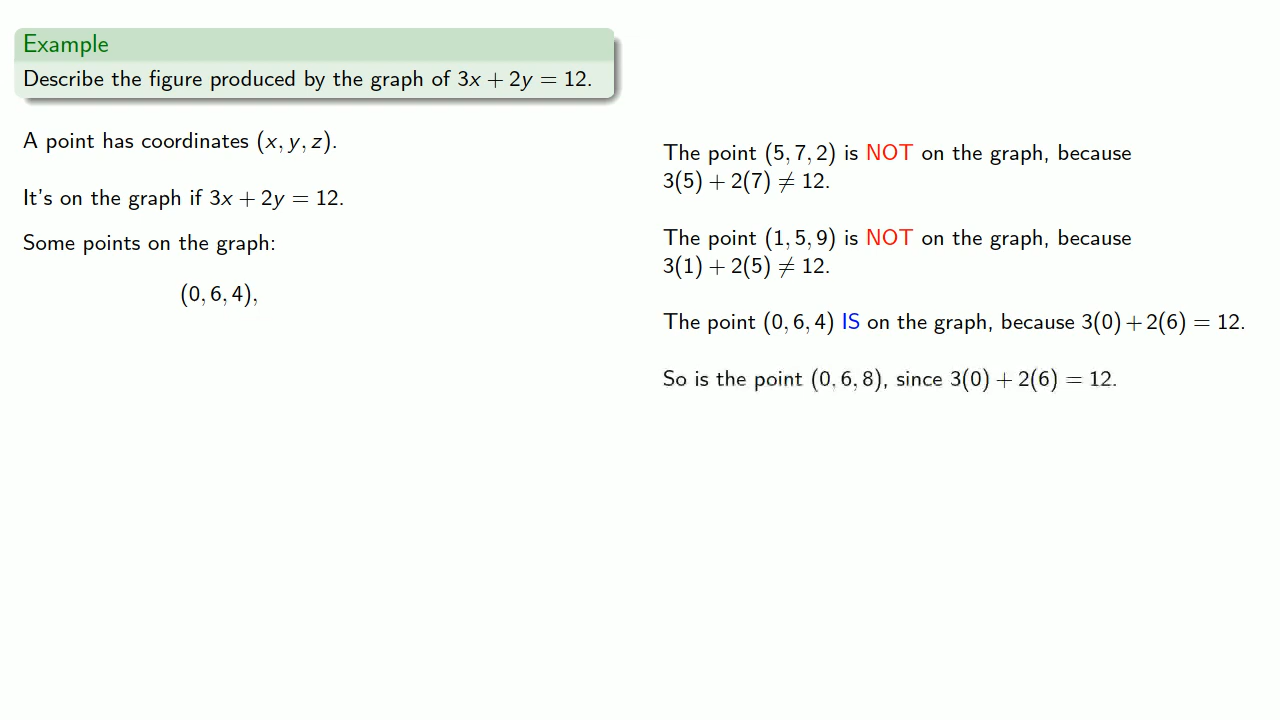 Example
Describe the figure produced by the graph of 3x + 2y = 12.
A point has coordinates (x, y, z).
It's on the graph if 3x + 2y = 12.
Some points on the graph:
(0, 6, 4),
The point (5, 7, 2) is NOT on the graph, because
3(5) + 2(7) ≠ 12.
The point (1, 5, 9) is NOT on the graph, because
3(1) + 2(5) ≠ 12.
The point (0, 6, 4) IS on the graph, because 3(0) + 2(6) = 12.
So is the point (0, 6, 8), since 3(0) + 2(6) = 12.